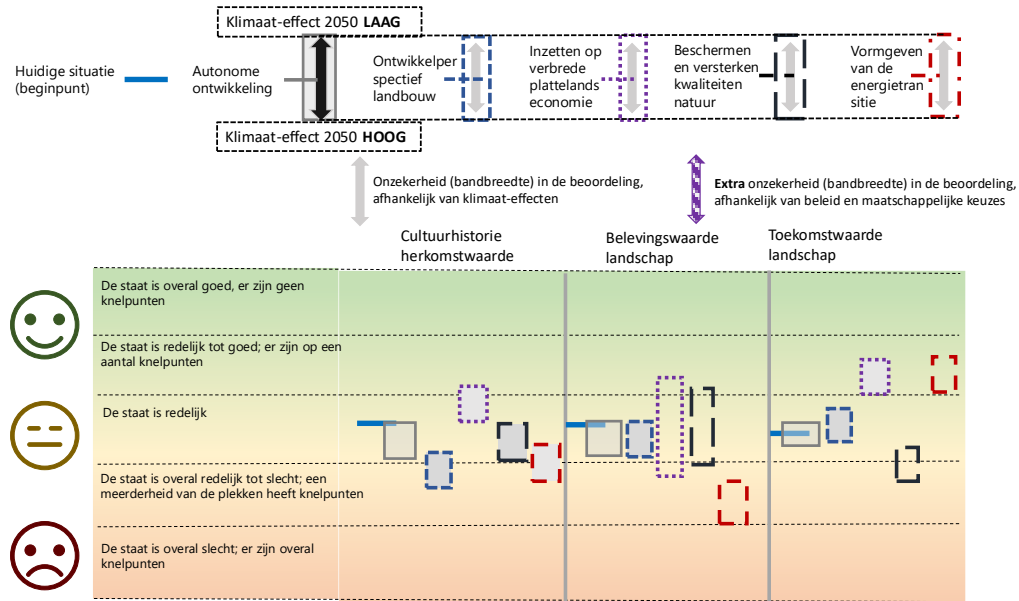 Klimaat-effect 2050 LAAG
Huidige situatie
(beginpunt)
Autonome
ontwikkeling
Ontwikkelper
spectief
landbouw
Inzetten op
verbrede
plattelands
economie
Beschermen
en versterken
kwaliteiten
natuur
Vormgeven
van de
energietran
sitie
Klimaat-effect 2050 HOOG
Onzekerheid (bandbreedte) in de beoordeling,
afhankelijk van klimaat-effecten
Extra onzekerheid (bandbreedte) in de beoordeling,
afhankelijk van beleid en maatschappelijke keuzes
Cultuurhistorie
herkomstwaarde
Belevingswaarde
landschap
Toekomstwaarde
landschap
De staat is overal goed, er zijn geen
knelpunten
De staat is redelijk tot goed; er zijn op een
aantal knelpunten
De staat is redelijk
De staat is overal redelijk tot slecht; een
meerderheid van de plekken heeft knelpunten
De staat is overal slecht; er zijn overal
knelpunten